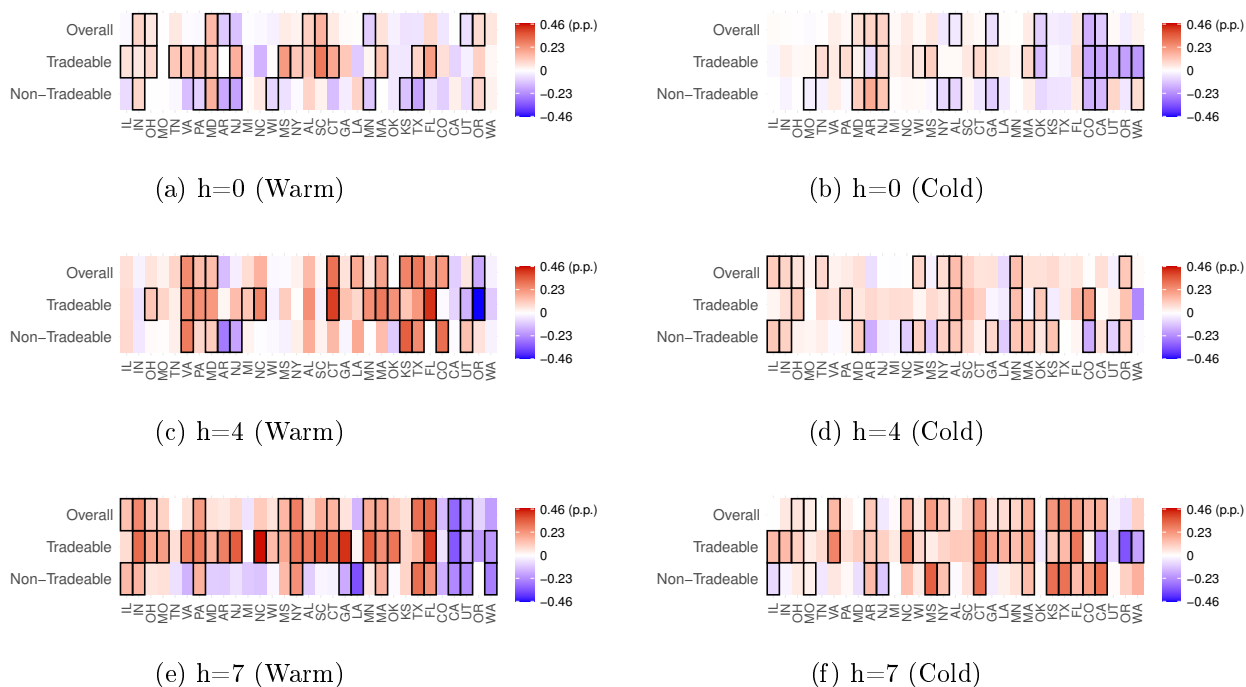 Overall
Tradeable
Non−Tradeable
IL IN OH MO TN VA PA MD AR NJ MI NC WI MS NY AL SC CT GA LA MN MA OK KS TX FL CO CA UT OR WA
0.46 (p.p.)
0.23
0
−0.23
−0.46
(a) h=0 (Warm)
Overall
Tradeable
Non−Tradeable
IL IN OH MO TN VA PA MD AR NJ MI NC WI MS NY AL SC CT GA LA MN MA OK KS TX FL CO CA UT OR WA
0.46 (p.p.)
0.23
0
−0.23
−0.46
(b) h=0 (Cold)
Overall
Tradeable
Non−Tradeable
IL IN OH MO TN VA PA MD AR NJ MI NC WI MS NY AL SC CT GA LA MN MA OK KS TX FL CO CA UT OR WA
0.46 (p.p.)
0.23
0
−0.23
−0.46
(c) h=4 (Warm)
Overall
Tradeable
Non−Tradeable
IL IN OH MO TN VA PA MD AR NJ MI NC WI MS NY AL SC CT GA LA MN MA OK KS TX FL CO CA UT OR WA
0.46 (p.p.)
0.23
0
−0.23
−0.46
(d) h=4 (Cold)
Overall
Tradeable
Non−Tradeable
IL IN OH MO TN VA PA MD AR NJ MI NC WI MS NY AL SC CT GA LA MN MA OK KS TX FL CO CA UT OR WA
0.46 (p.p.)
0.23
0
−0.23
−0.46
(e) h=7 (Warm)
Overall
Tradeable
Non−Tradeable
IL IN OH MO TN VA PA MD AR NJ MI NC WI MS NY AL SC CT GA LA MN MA OK KS TX FL CO CA UT OR WA
0.46 (p.p.)
0.23
0
−0.23
−0.46
(f) h=7 (Cold)